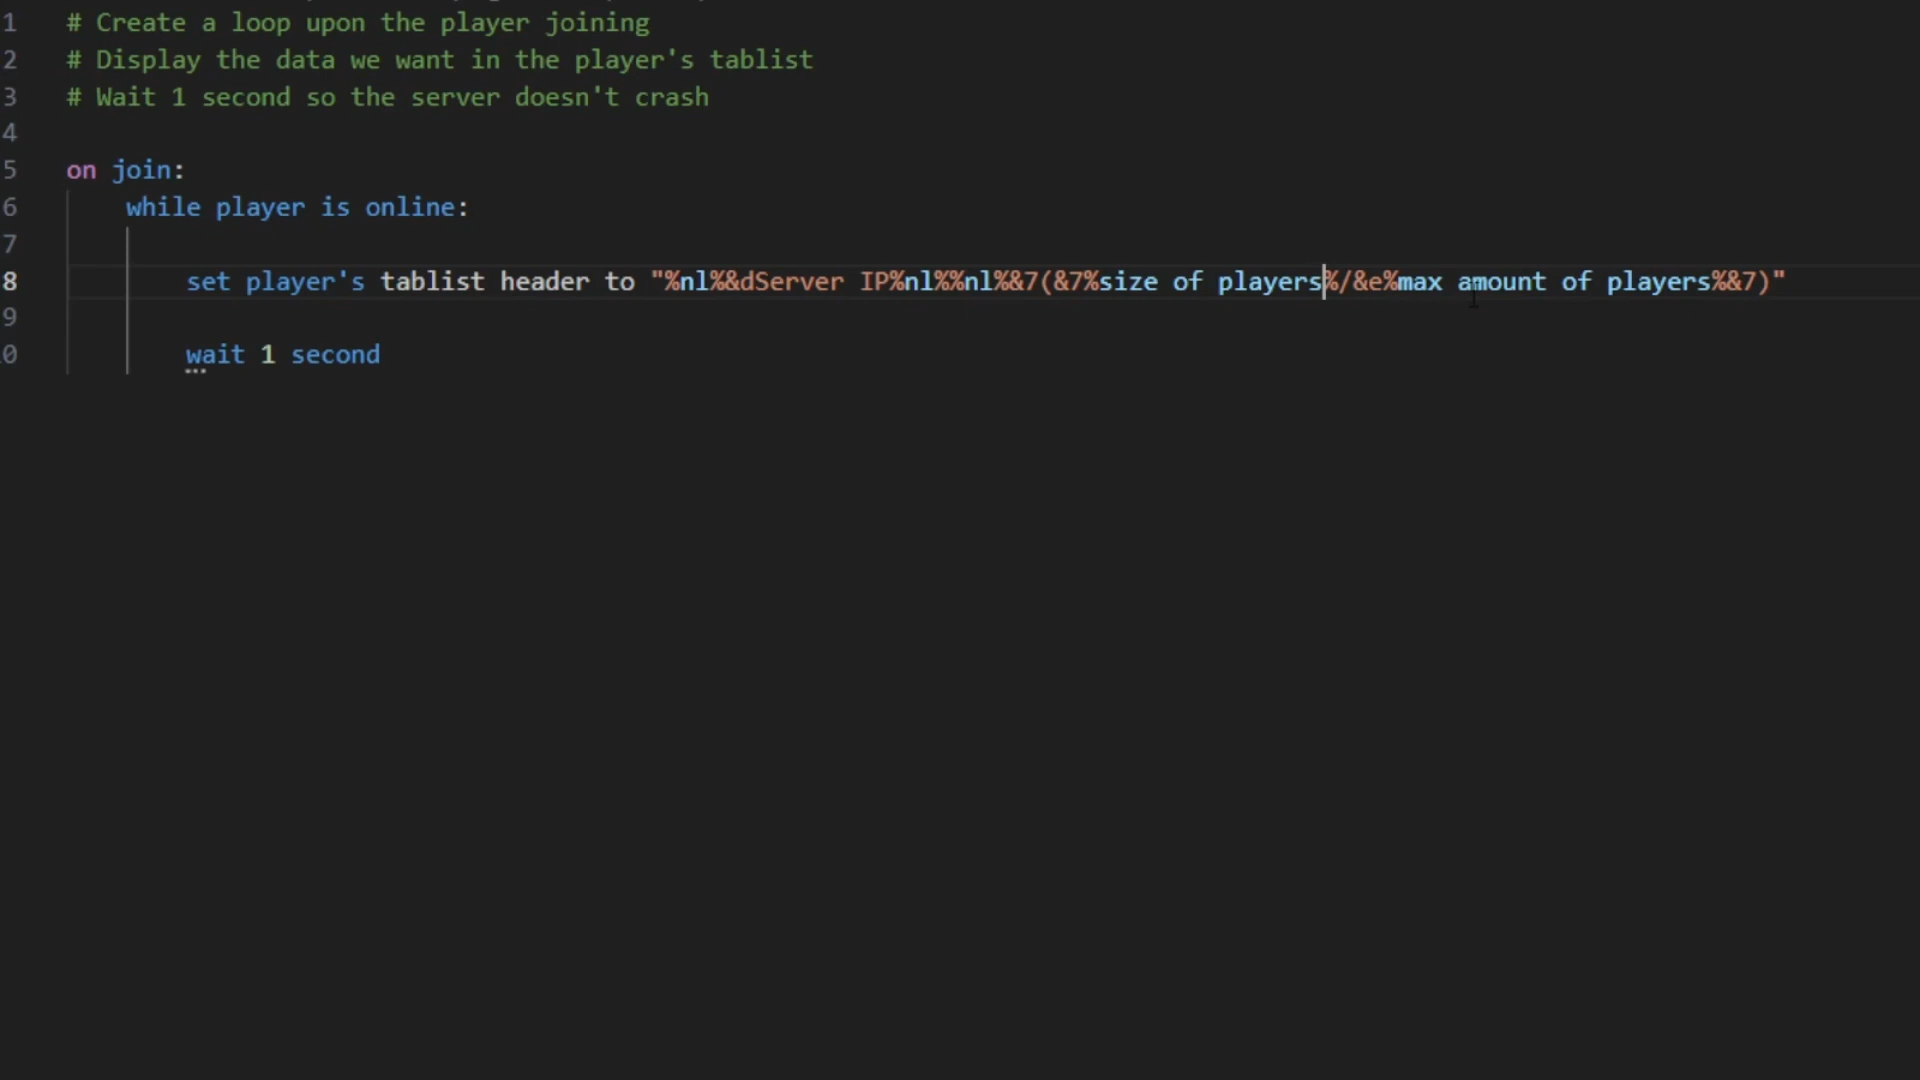 1 # Create a loop upon the player joining
2 # Display the data we want in the player's tablist
3 # Wait 1 second so the server doesn't crash
4
5 on join:
6 while player is online:
7
8 set player's tablist header to "%nl%&dServer IP%nl%%nl%&7(&7%size of players%/&e%max amount of players%&7)"
9
0 wait 1 second